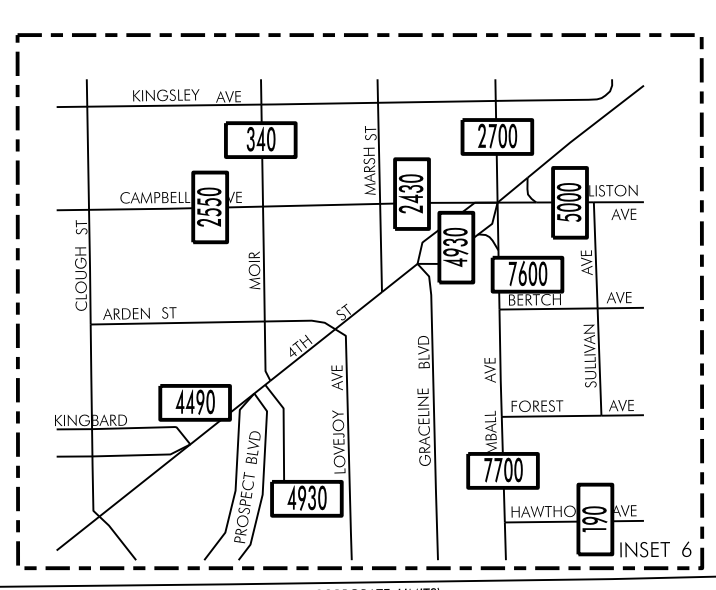 KINGSLEY AVE
340
2700
MARSH ST
2550
2430
5000
CAMPBELL VE
LISTON
AVE
CLOUGH ST
MOIR
4930
AVE
7600
BERTCH AVE
ARDEN ST
4TH ST
SULLIVAN
GRACELINE BLVD
AVE
LOVEJOY AVE
4490
FOREST AVE
KINGBARD
PROSPECT BLVD
MBALL
7700
4930
HAWTHO AVE
190
INSET 6